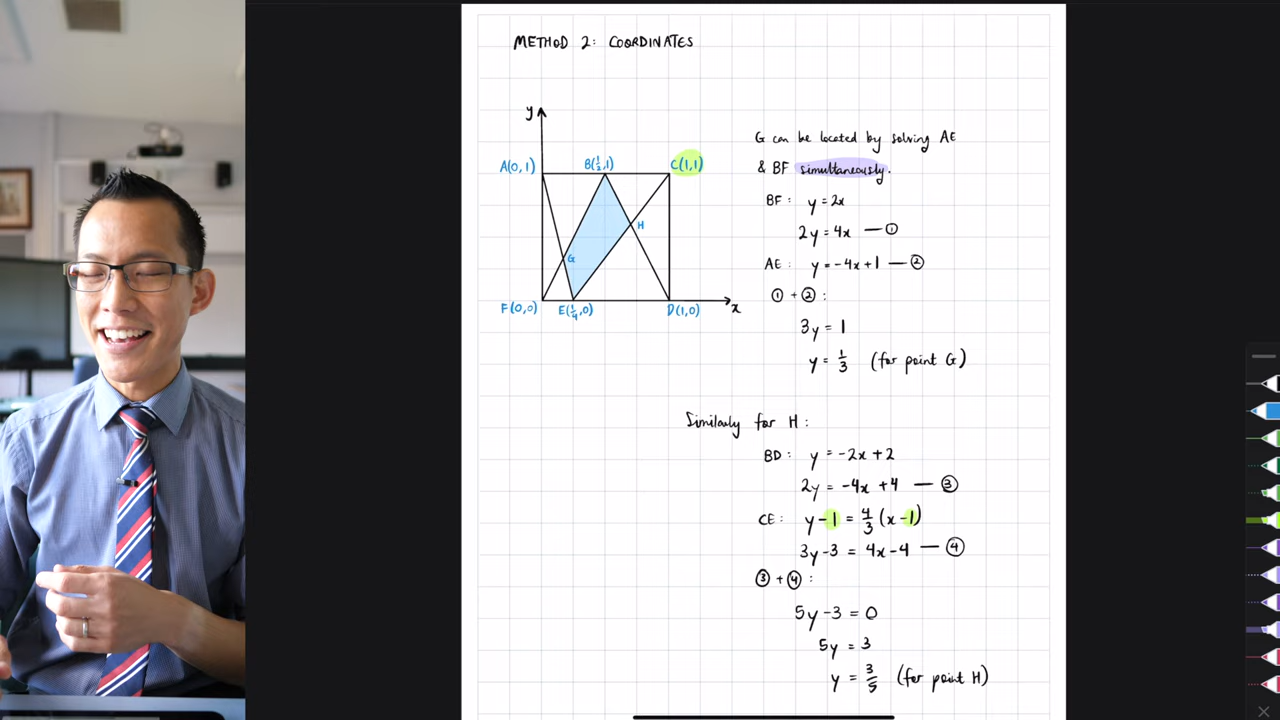 METHOD 2: COORDINATES
y
A(0,1)
B(½,1)
C(1,1)
H
G
F(0,0)
E(¼,0)
D(1,0)
x
G can be located by solving AE
& BF simultaneously.
BF: y = 2x
2y = 4x — ①
AE: y = -4x+1 — ②
① + ②:
3y = 1
y = 1/3 (for point G)
Similarly for H:
BD: y = -2x+2
2y = -4x +4 — ③
CE: y-1 = 4/3 (x-1)
3y-3 = 4x-4 — ④
③ + ④:
5y-3 = 0
5y = 3
y = 3/5 (for point H)